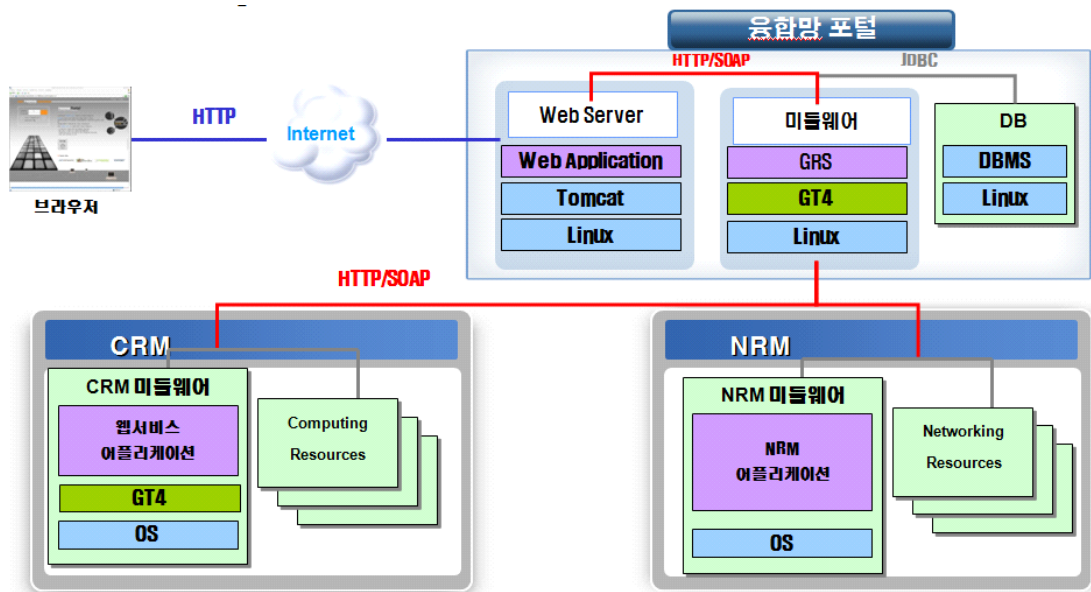 융합망 포털
HTTP/SOAP
JDBC
HTTP
Internet
브라우저
Web Server
Web Application
Tomcat
Linux
미들웨어
GRS
GT4
Linux
DB
DBMS
Linux
HTTP/SOAP
CRM
CRM 미들웨어
웹서비스
어플리케이션
GT4
OS
Computing
Resources
NRM
NRM 미들웨어
NRM
어플리케이션
OS
Networking
Resources